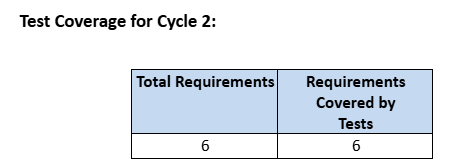 Test Coverage for Cycle 2:
Total Requirements
Requirements
Covered by
Tests
6
6